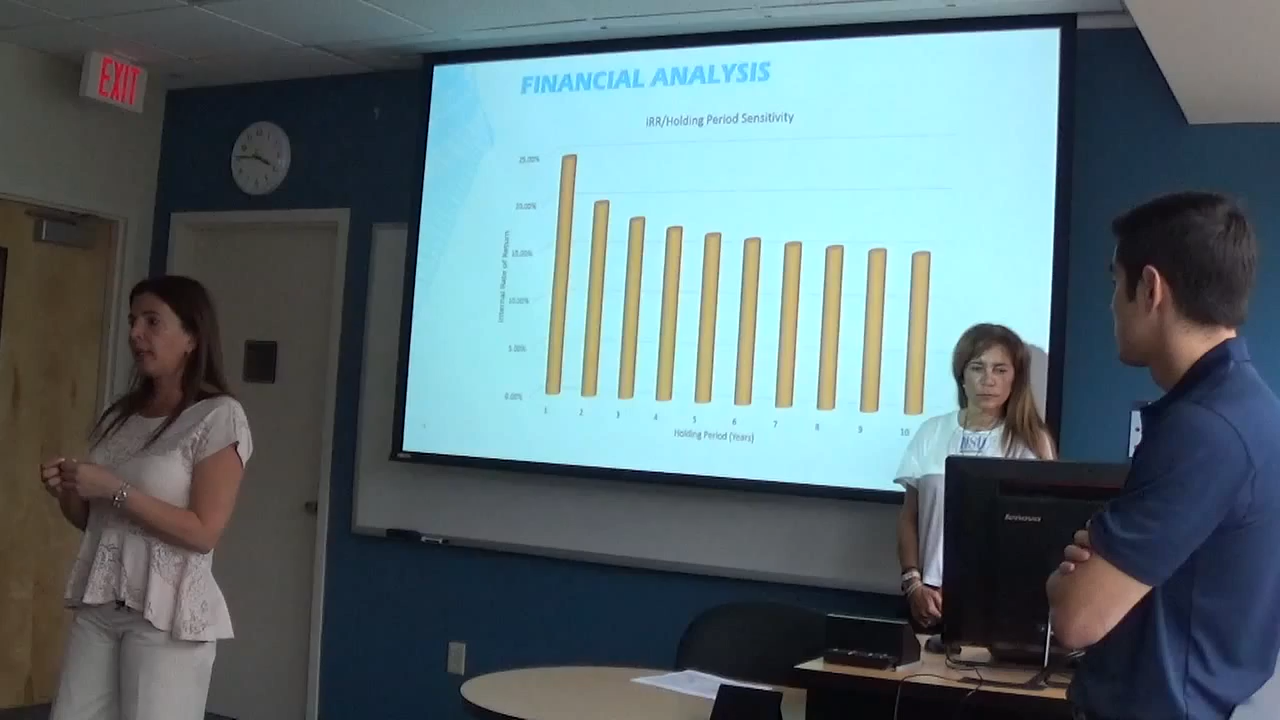 EXIT
FINANCIAL ANALYSIS
IRR/Holding Period Sensitivity
25.00%
20.00%
15.00%
10.00%
5.00%
0.00%
Internal Rate of Return
1 2 3 4 5 6 7 8 9 10
Holding Period (Years)
lenovo